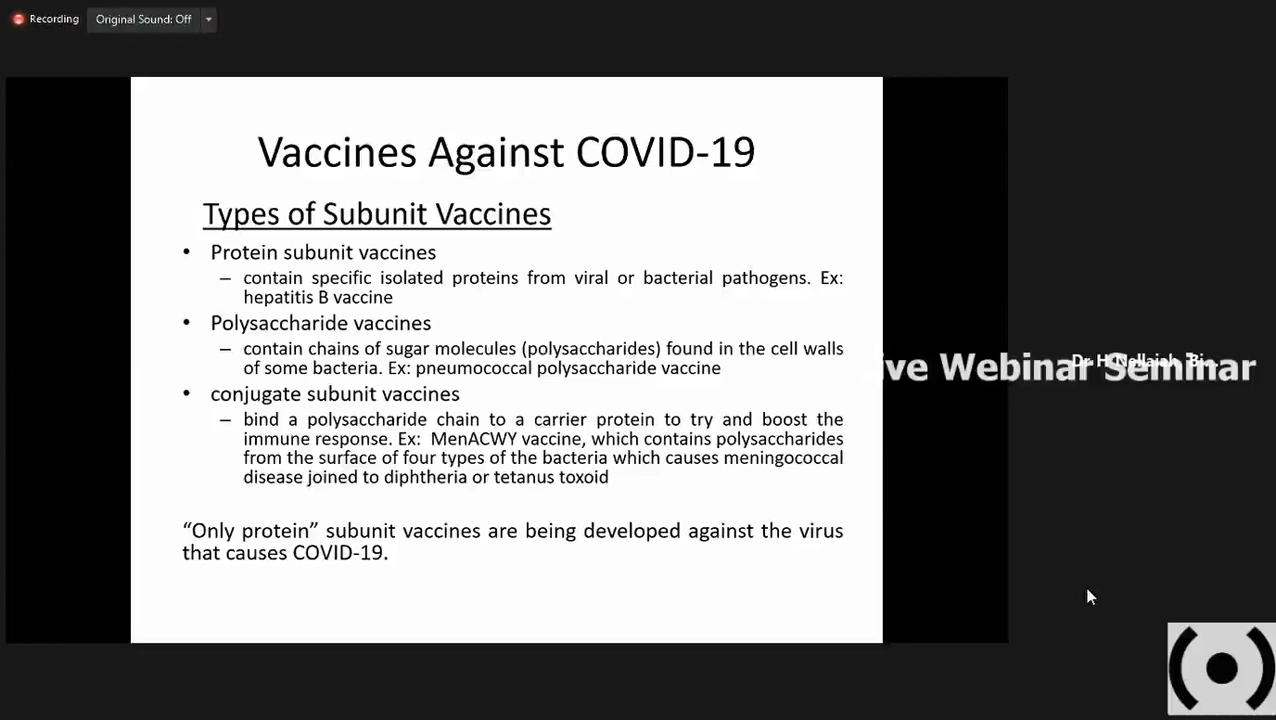 Recording
Original Sound: Off
Vaccines Against COVID-19
Types of Subunit Vaccines
• Protein subunit vaccines
– contain specific isolated proteins from viral or bacterial pathogens. Ex:
hepatitis B vaccine
• Polysaccharide vaccines
– contain chains of sugar molecules (polysaccharides) found in the cell walls
of some bacteria. Ex: pneumococcal polysaccharide vaccine
• conjugate subunit vaccines
– bind a polysaccharide chain to a carrier protein to try and boost the
immune response. Ex: MenACWY vaccine, which contains polysaccharides
from the surface of four types of the bacteria which causes meningococcal
disease joined to diphtheria or tetanus toxoid
“Only protein” subunit vaccines are being developed against the virus
that causes COVID-19.
ive Webinar Seminar
Dr H